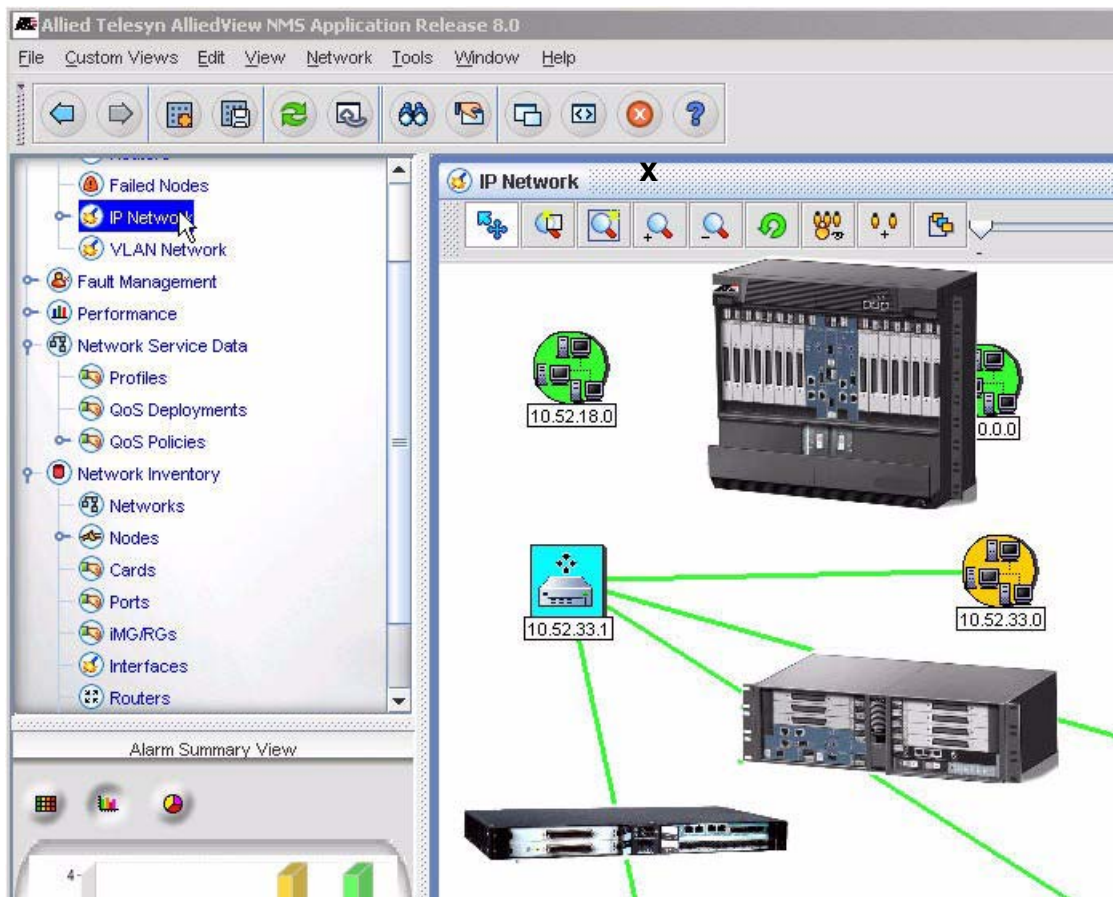 Allied Telesyn AlliedView NMS Application Release 8.0
File Custom Views Edit View Network Tools Window Help
Failed Nodes
IP Network
VLAN Network
Fault Management
Performance
Network Service Data
Profiles
QoS Deployments
QoS Policies
Network Inventory
Networks
Nodes
Cards
Ports
iMG/RGs
Interfaces
Routers
Alarm Summary View
4
IP Network
x
10.52.18.0
0.0.0
10.52.33.1
10.52.33.0